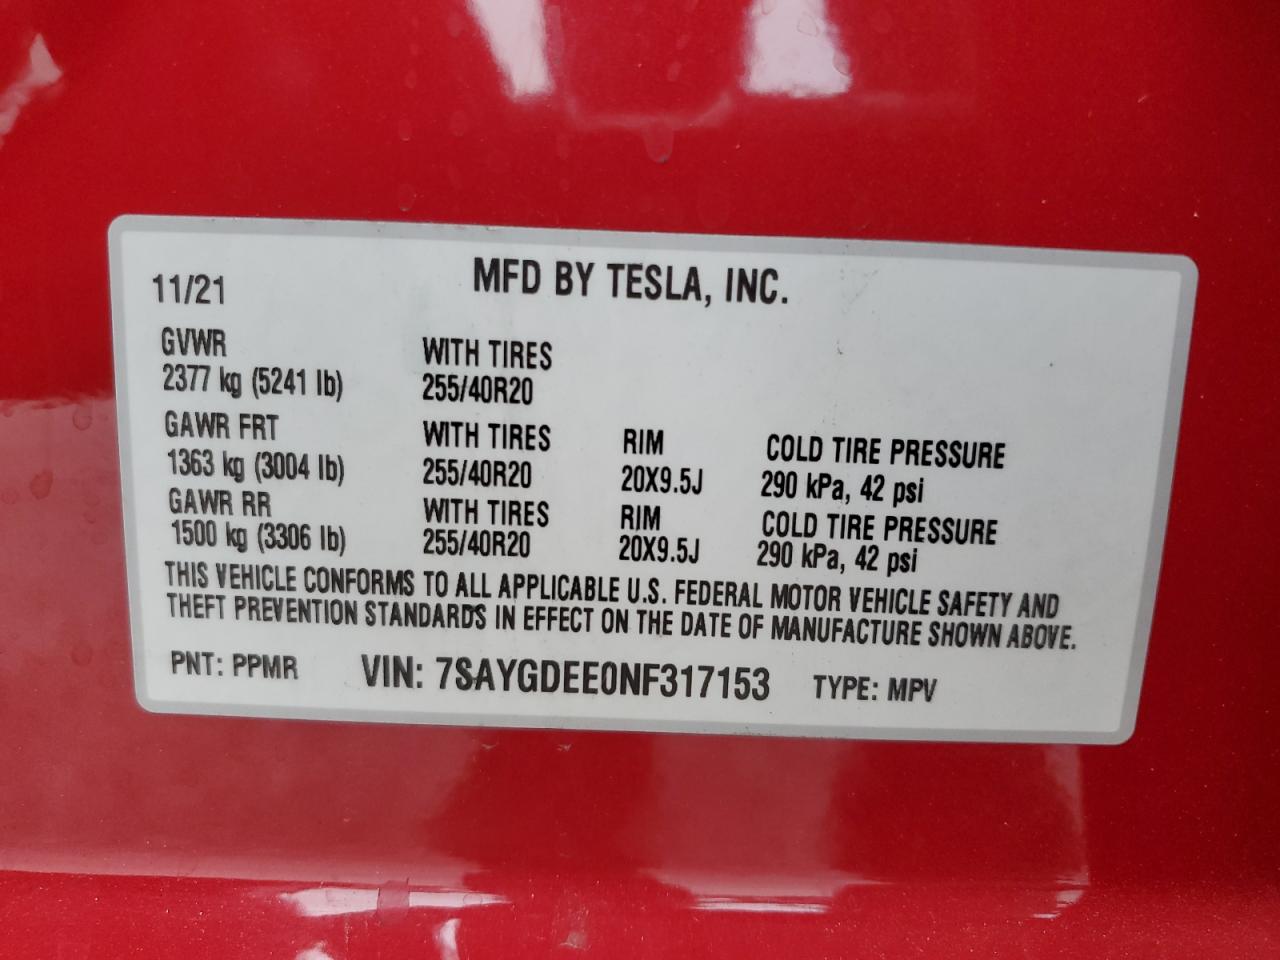 11/21 MFD BY TESLA, INC.
GVWR WITH TIRES
2377 kg (5241 lb) 255/40R20
GAWR FRT WITH TIRES RIM COLD TIRE PRESSURE
1363 kg (3004 lb) 255/40R20 20X9.5J 290 kPa, 42 psi
GAWR RR WITH TIRES RIM COLD TIRE PRESSURE
1500 kg (3306 lb) 255/40R20 20X9.5J 290 kPa, 42 psi
THIS VEHICLE CONFORMS TO ALL APPLICABLE U.S. FEDERAL MOTOR VEHICLE SAFETY AND
THEFT PREVENTION STANDARDS IN EFFECT ON THE DATE OF MANUFACTURE SHOWN ABOVE.
PNT: PPMR VIN: 7SAYGDEE0NF317153 TYPE: MPV